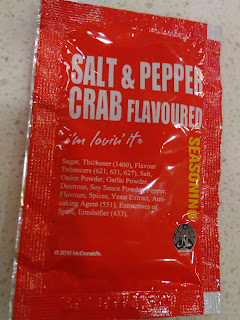 SALT & PEPPER
CRAB FLAVOURED
SEASONING
i'm lovin' it®
Sugar, Thickener (1400), Flavour
Enhancers (621, 631, 627), Salt,
Onion Powder, Garlic Powder,
Dextrose, Soy Sauce Powder, Pepper,
Flavours, Spices, Yeast Extract, Anti-
caking Agent (551), Extractives of
Spice, Emulsifier (433).
McDonald's.